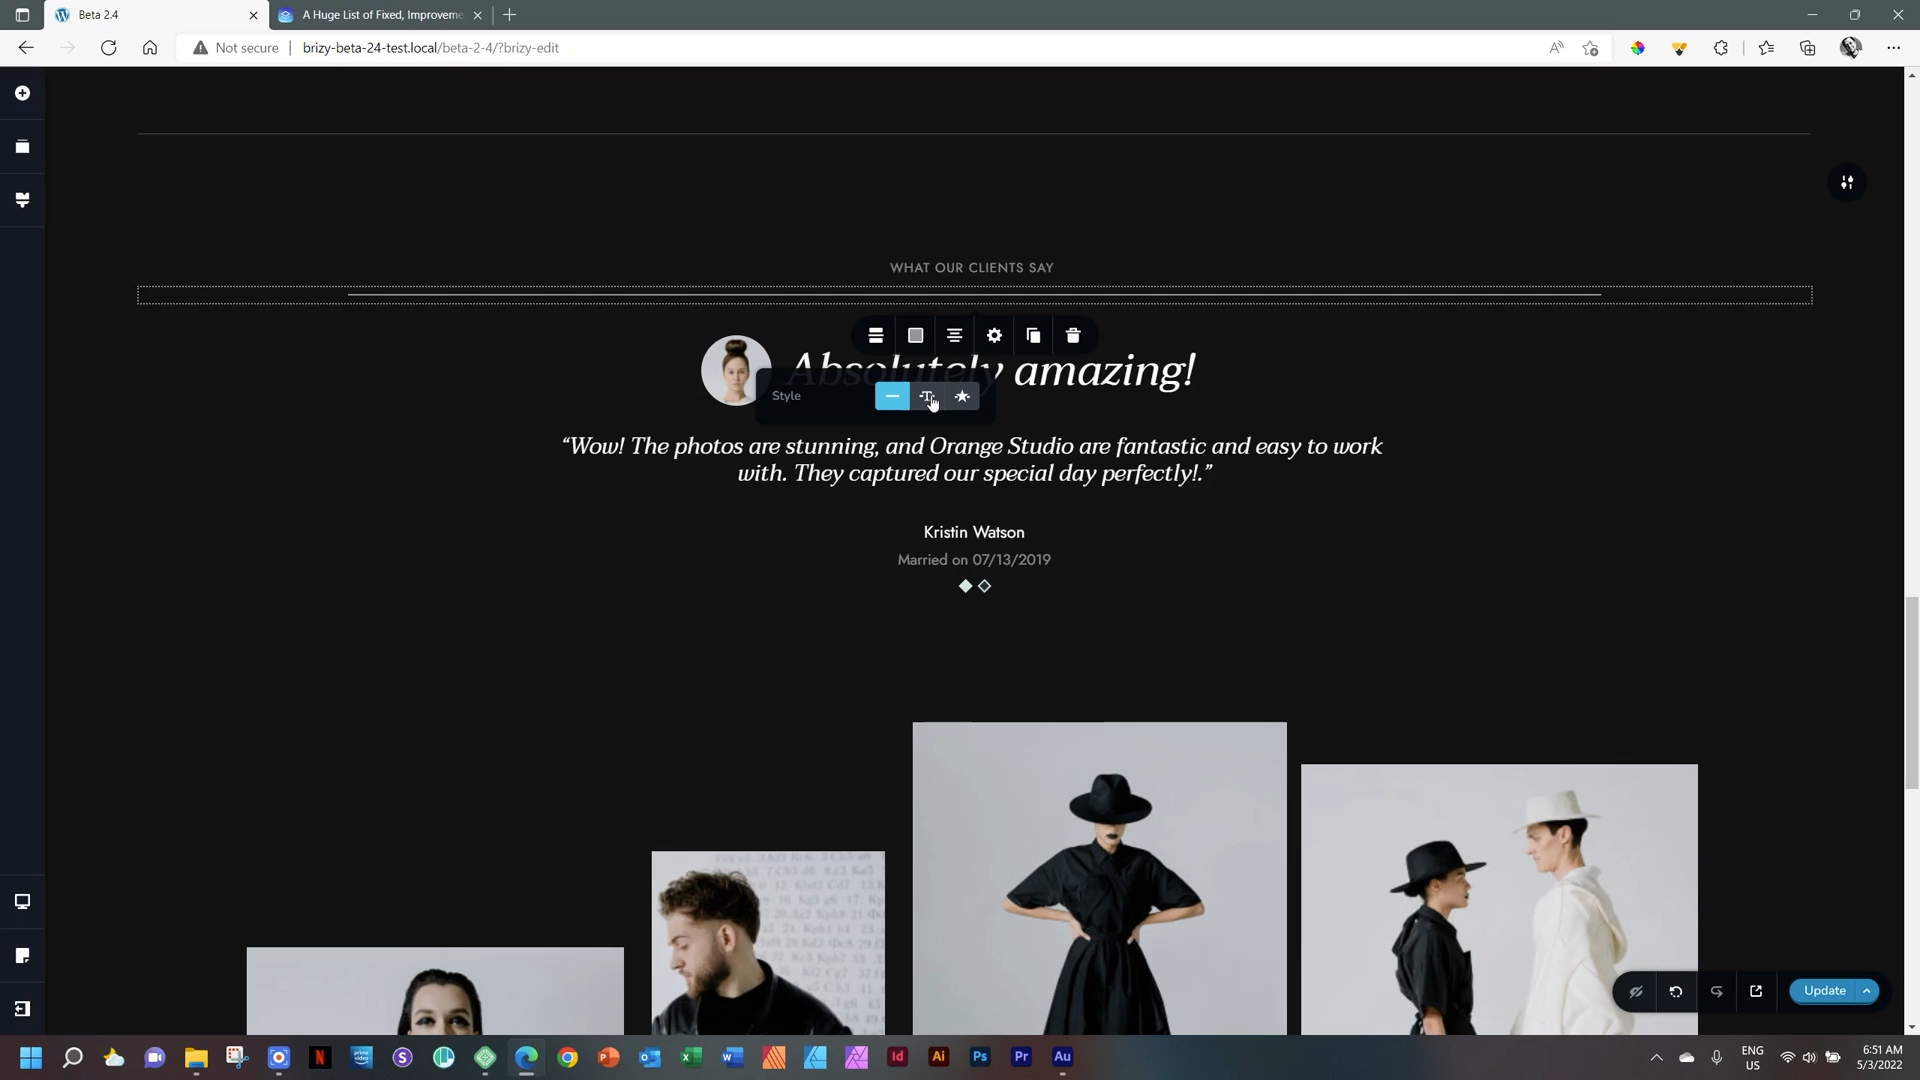 Beta 2.4
A Huge List of Fixed, Improveme
Not secure
brizy-beta-24-test.local/beta-2-4/?brizy-edit
WHAT OUR CLIENTS SAY
Absolutely amazing!
Style
“Wow! The photos are stunning, and Orange Studio are fantastic and easy to work
with. They captured our special day perfectly!.”
Kristin Watson
Married on 07/13/2019
Update
ENG
US
6:51 AM
5/3/2022